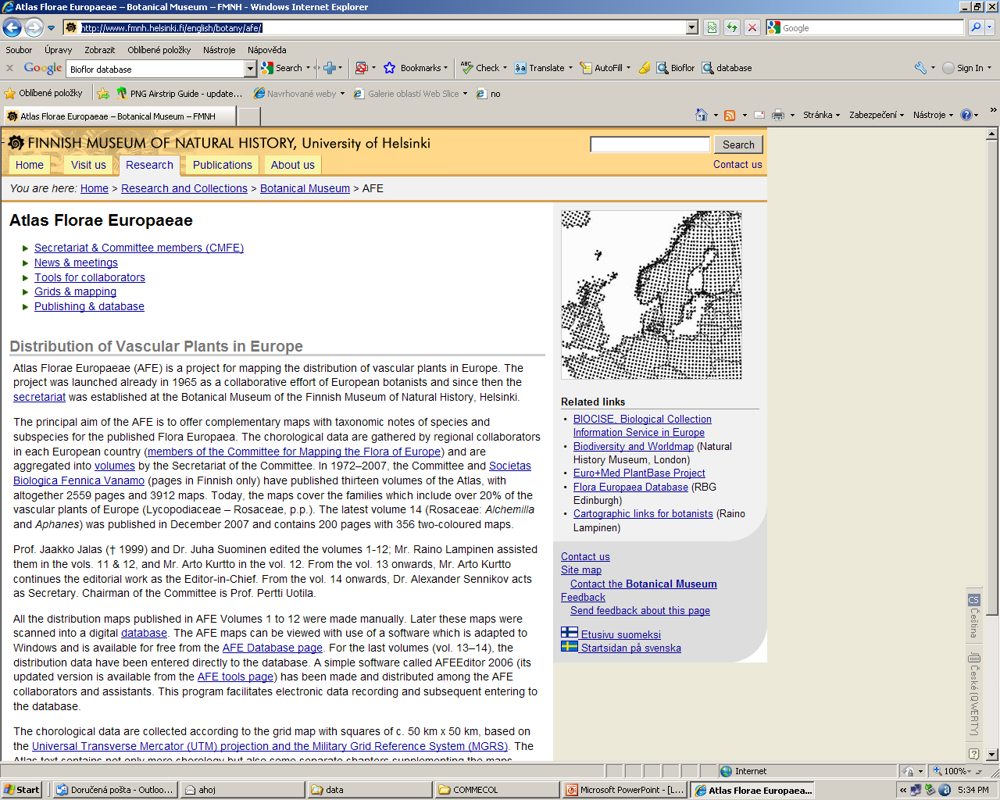 Atlas Florae Europaeae – Botanical Museum – FMNH - Windows Internet Explorer
http://www.fmnh.helsinki.fi/english/botany/afe/
Google
Soubor Úpravy Zobrazit Oblíbené položky Nástroje Nápověda
x Google Bioflor database Search Bookmarks Check Translate AutoFill Bioflor database Sign In
Oblíbené položky PNG Airstrip Guide - update... Navrhované weby Galerie oblastí Web Slice no
Atlas Florae Europaeae – Botanical Museum – FMNH Stránka Zabezpečení Nástroje
FINNISH MUSEUM OF NATURAL HISTORY, University of Helsinki
Search
Home Visit us Research Publications About us
Contact us
You are here: Home > Research and Collections > Botanical Museum > AFE
Atlas Florae Europaeae
Secretariat & Committee members (CMFE)
News & meetings
Tools for collaborators
Grids & mapping
Publishing & database
Distribution of Vascular Plants in Europe
Atlas Florae Europaeae (AFE) is a project for mapping the distribution of vascular plants in Europe. The
project was launched already in 1965 as a collaborative effort of European botanists and since then the
secretariat was established at the Botanical Museum of the Finnish Museum of Natural History, Helsinki.
The principal aim of the AFE is to offer complementary maps with taxonomic notes of species and
subspecies for the published Flora Europaea. The chorological data are gathered by regional collaborators
in each European country (members of the Committee for Mapping the Flora of Europe) and are
aggregated into volumes by the Secretariat of the Committee. In 1972–2007, the Committee and Societas
Biologica Fennica Vanamo (pages in Finnish only) have published thirteen volumes of the Atlas, with
altogether 2559 pages and 3912 maps. Today, the maps cover the families which include over 20% of the
vascular plants of Europe (Lycopodiaceae – Rosaceae, p.p.). The latest volume 14 (Rosaceae: Alchemilla
and Aphanes) was published in December 2007 and contains 200 pages with 356 two-coloured maps.
Prof. Jaakko Jalas († 1999) and Dr. Juha Suominen edited the volumes 1-12; Mr. Raino Lampinen assisted
them in the vols. 11 & 12, and Mr. Arto Kurtto in the vol. 12. From the vol. 13 onwards, Mr. Arto Kurtto
continues the editorial work as the Editor-in-Chief. From the vol. 14 onwards, Dr. Alexander Sennikov acts
as Secretary. Chairman of the Committee is Prof. Pertti Uotila.
All the distribution maps published in AFE Volumes 1 to 12 were made manually. Later these maps were
scanned into a digital database. The AFE maps can be viewed with use of a software which is adapted to
Windows and is available for free from the AFE Database page. For the last volumes (vol. 13–14), the
distribution data have been entered directly to the database. A simple software called AFEEditor 2006 (its
updated version is available from the AFE tools page) has been made and distributed among the AFE
collaborators and assistants. This program facilitates electronic data recording and subsequent entering to
the database.
The chorological data are collected according to the grid map with squares of c. 50 km x 50 km, based on
the Universal Transverse Mercator (UTM) projection and the Military Grid Reference System (MGRS). The
Atlas text contains not only mere chorology but also some separate chapters supplementing the maps
Related links
• BIOCISE, Biological Collection
Information Service in Europe
• Biodiversity and Worldmap (Natural
History Museum, London)
• Euro+Med PlantBase Project
• Flora Europaea Database (RBG
Edinburgh)
• Cartographic links for botanists (Raino
Lampinen)
Contact us
Site map
Contact the Botanical Museum
Feedback
Send feedback about this page
Etusivu suomeksi
Startsidan på svenska
CS Čeština
České (QWERTY)
Internet 100%
Start Doručená pošta - Outloo... ahoj data COMMECOL Microsoft PowerPoint - [L... Atlas Florae Europaea... 5:34 PM